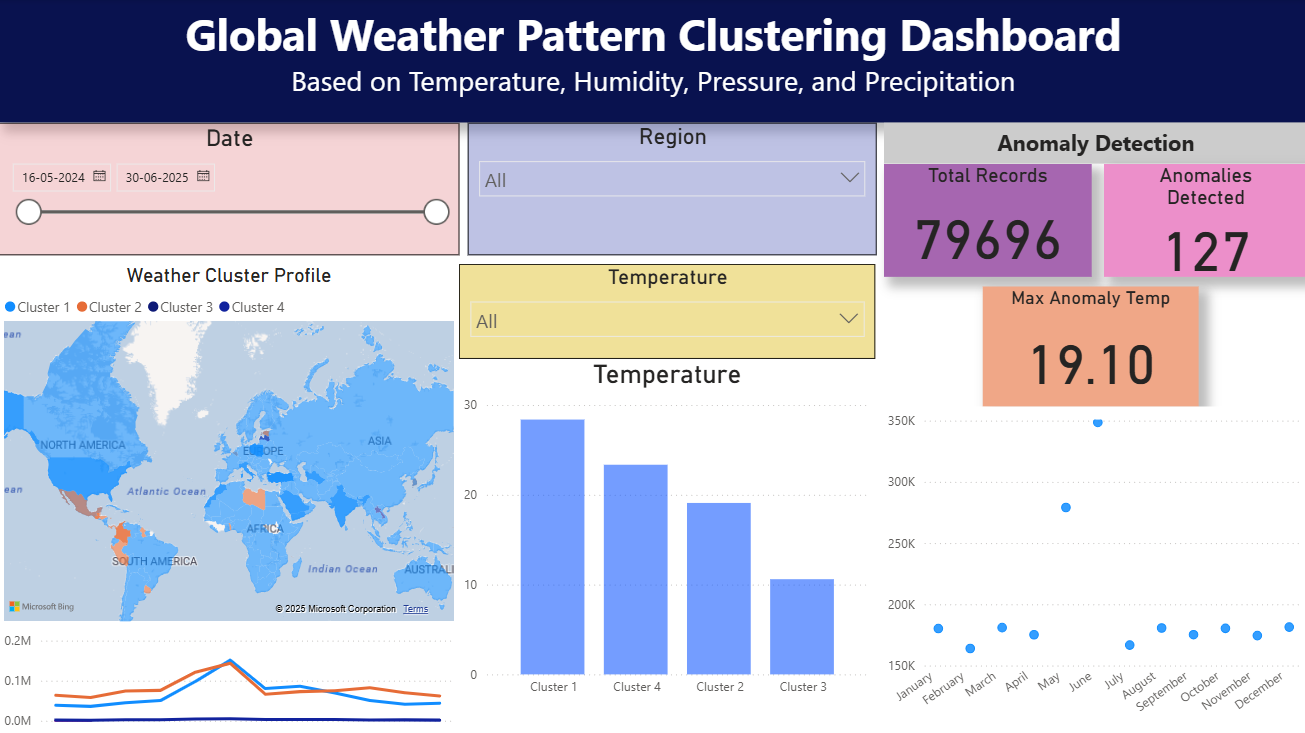 Global Weather Pattern Clustering Dashboard
Based on Temperature, Humidity, Pressure, and Precipitation
Date
16-05-2024
30-06-2025
Region
All
Anomaly Detection
Total Records
79696
Anomalies
Detected
127
Max Anomaly Temp
19.10
Weather Cluster Profile
Cluster 1
Cluster 2
Cluster 3
Cluster 4
ean
NORTH AMERICA
EUROPE
ASIA
ean
Atlantic Ocean
AFRICA
SOUTH AMERICA
Indian Ocean
AUSTRALI
Microsoft Bing
© 2025 Microsoft Corporation
Terms
0.2M
0.1M
0.0M
Temperature
All
Temperature
30
20
10
0
Cluster 1
Cluster 4
Cluster 2
Cluster 3
350K
300K
250K
200K
150K
January
February
March
April
May
June
July
August
September
October
November
December